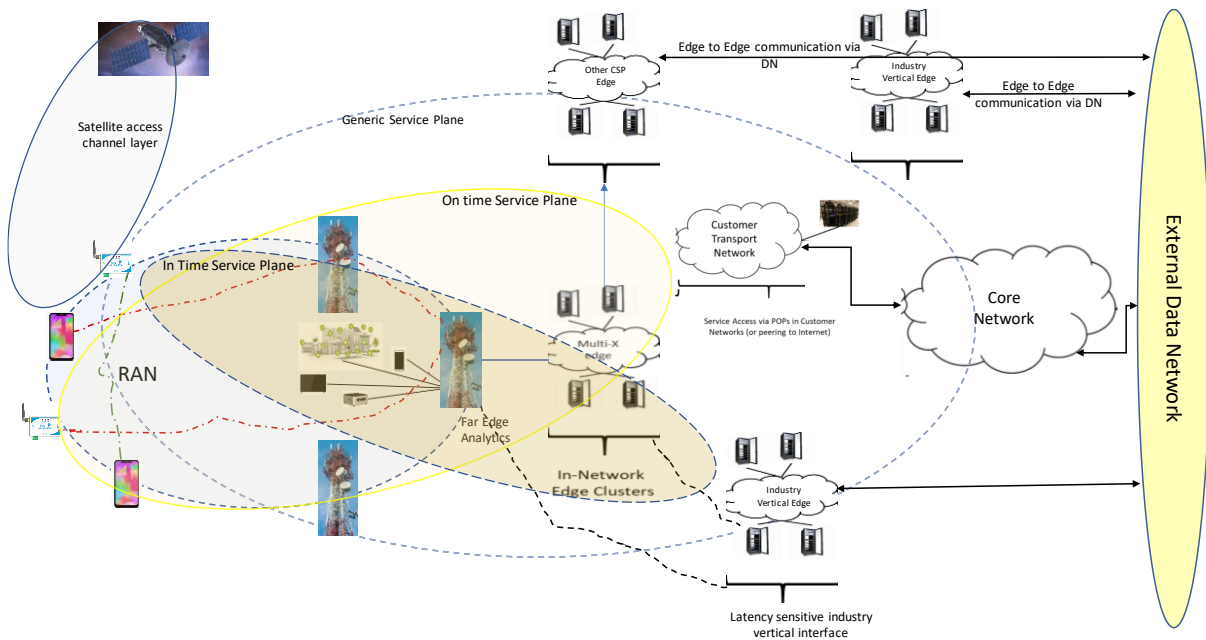 Satellite access
channel layer
Generic Service Plane
Other CSP
Edge
Edge to Edge communication via
DN
Industry
Vertical Edge
Edge to Edge
communication via DN
On time Service Plane
In Time Service Plane
Customer
Transport
Network
Service Access via POPs in Customer
Networks (or peering to Internet)
Core
Network
External Data Network
RAN
Multi-X
edge
Far Edge
Analytics
In-Network
Edge Clusters
Industry
Vertical Edge
Latency sensitive industry
vertical interface